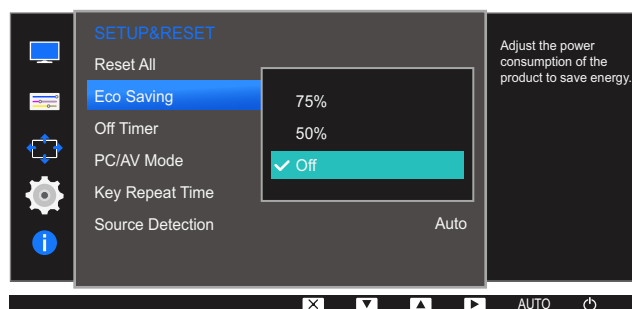 SETUP&RESET
Reset All
Eco Saving
Off Timer
PC/AV Mode
Key Repeat Time
Source Detection Auto
75%
50%
Off
Adjust the power
consumption of the
product to save energy.
AUTO